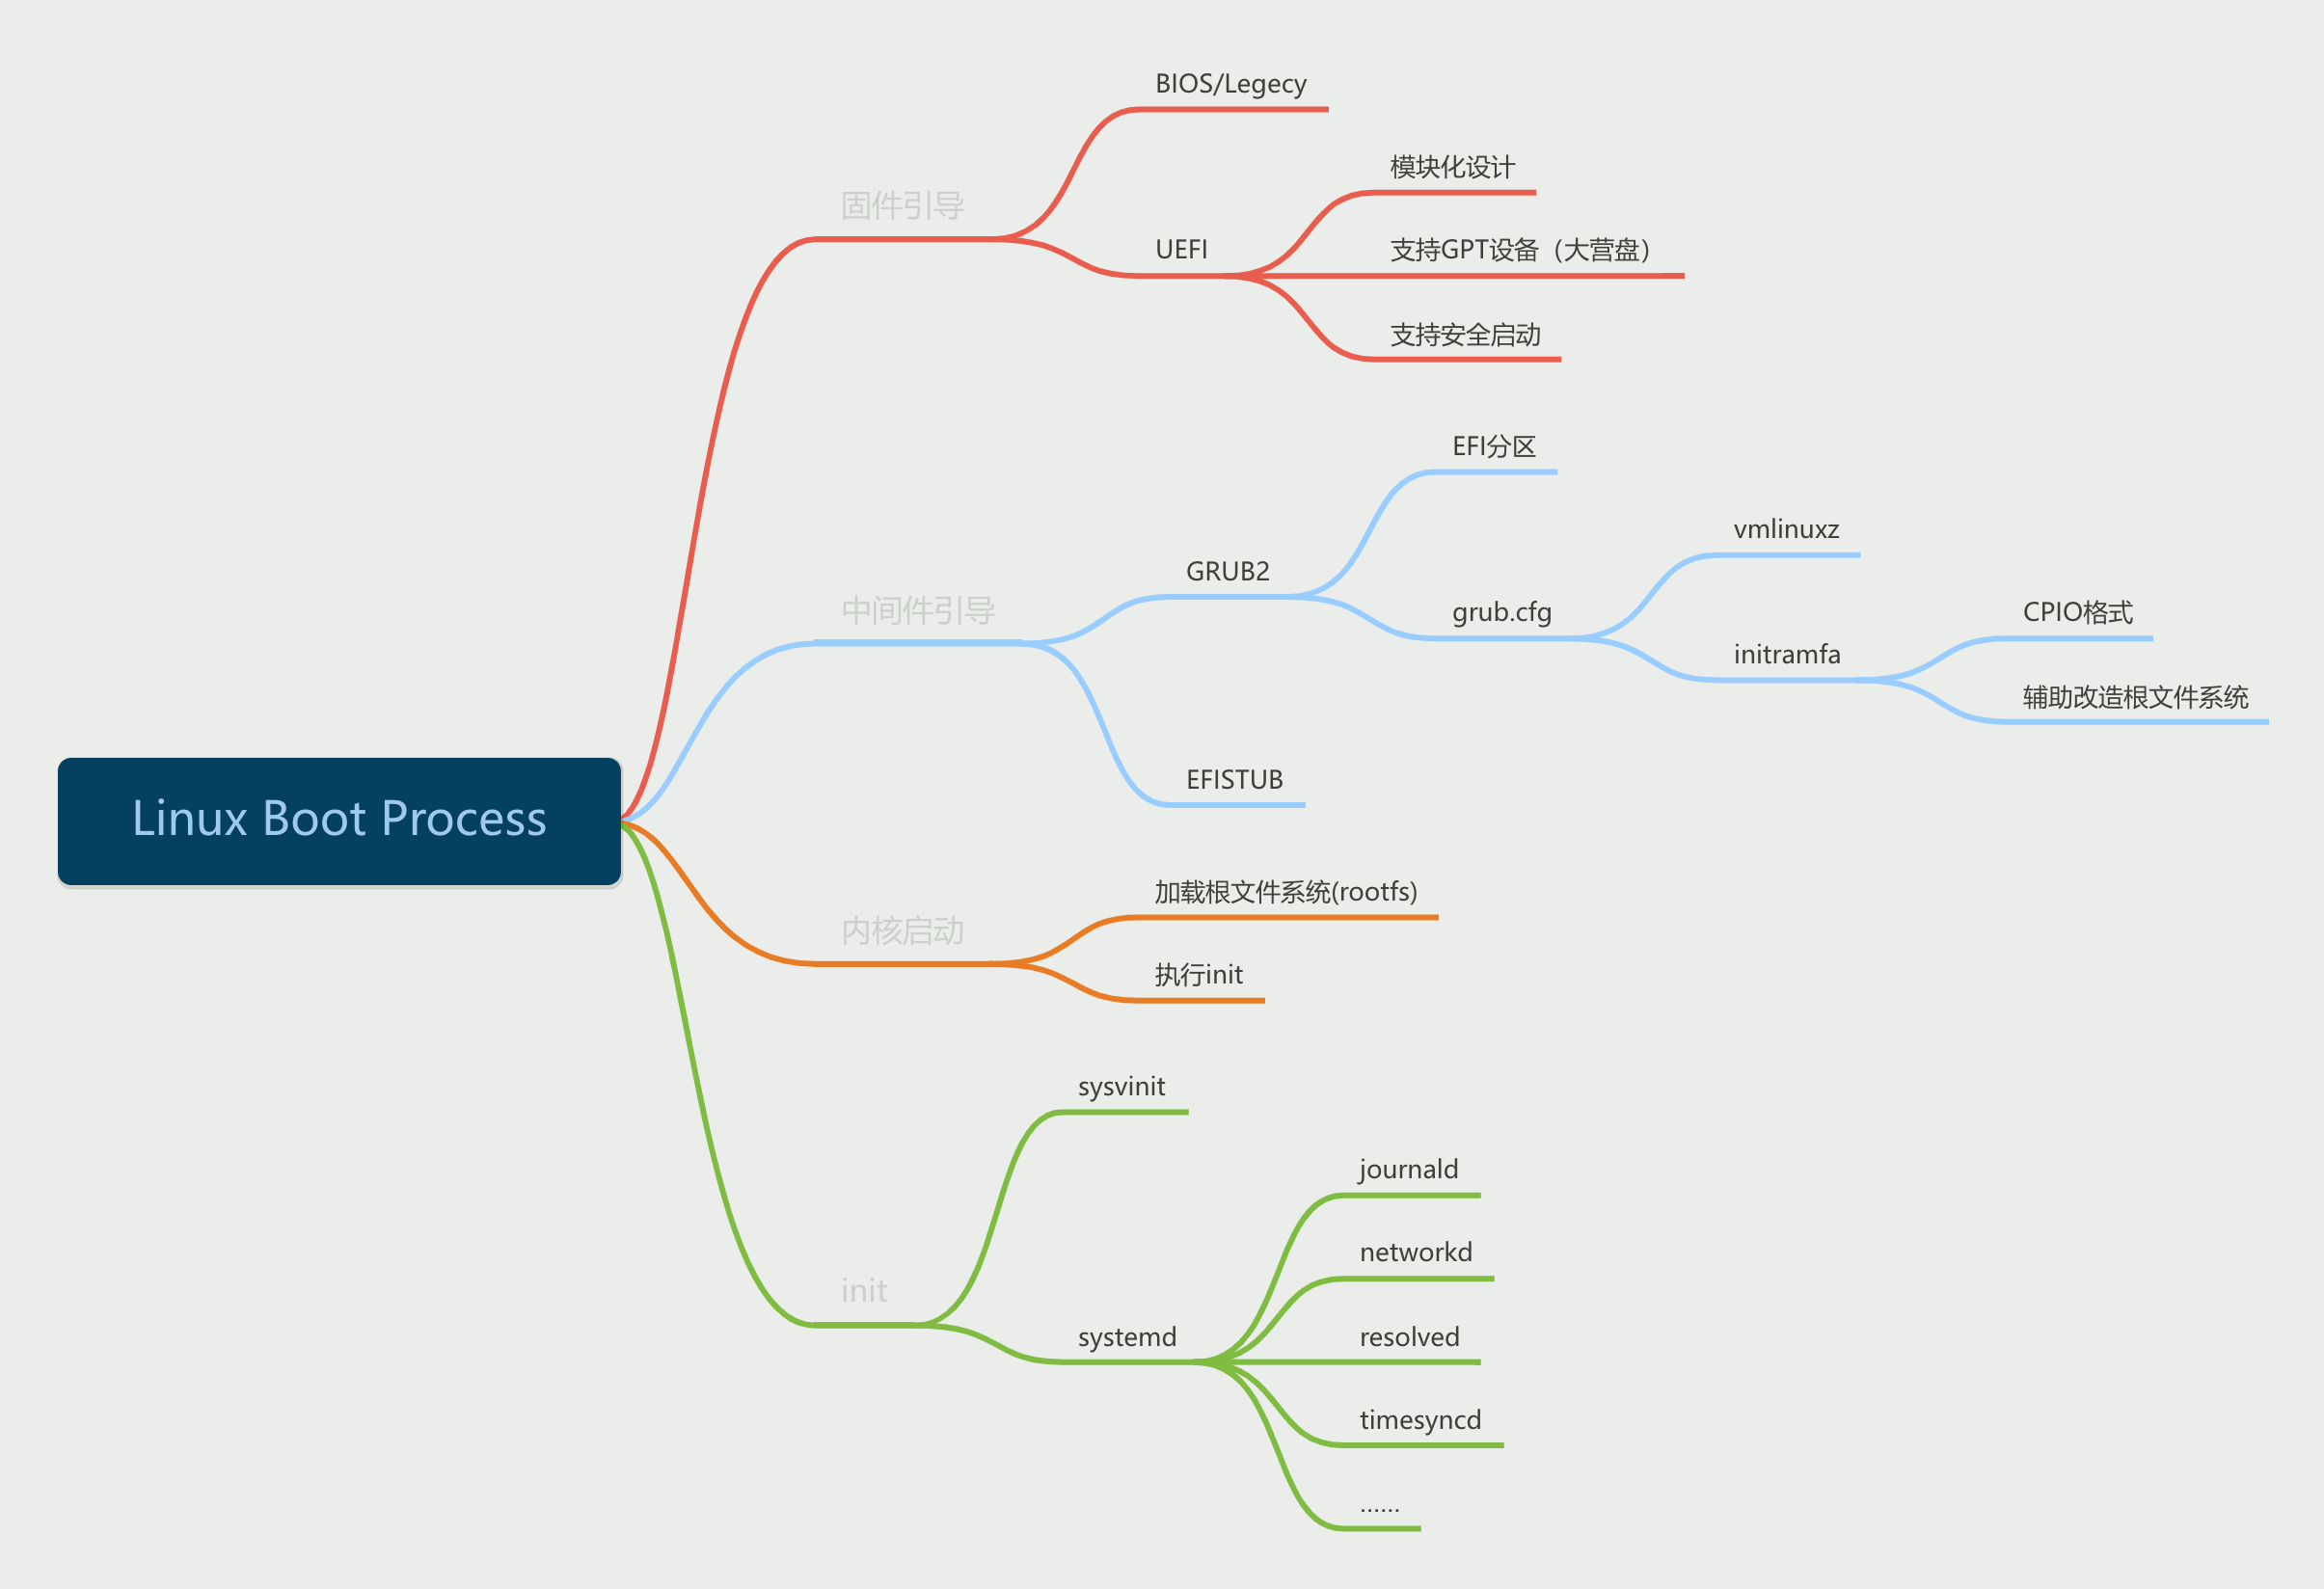 Linux Boot Process
固件引导
BIOS/Legecy
UEFI
模块化设计
支持GPT设备（大营盘）
支持安全启动
中间件引导
GRUB2
EFI分区
grub.cfg
vmlinuxz
initramfa
CPIO格式
辅助改造根文件系统
EFISTUB
内核启动
加载根文件系统(rootfs)
执行init
init
sysvinit
systemd
journald
networkd
resolved
timesyncd
......